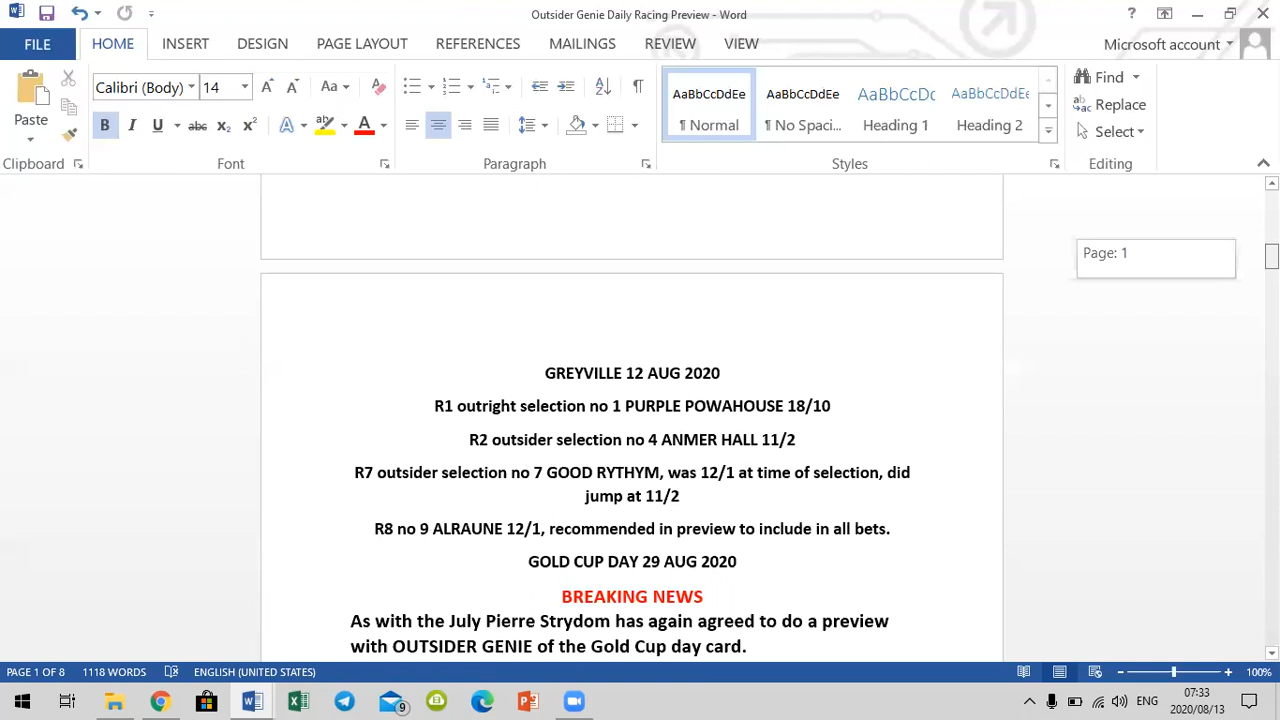 Outsider Genie Daily Racing Preview - Word
FILE HOME INSERT DESIGN PAGE LAYOUT REFERENCES MAILINGS REVIEW VIEW Microsoft account
Calibri (Body) 14 Aa AaBbCcDdEe AaBbCcDdEe AaBbCcDd AaBbCcDdEe Find
Paste B I U abc X₂ X² A A ¶ Normal ¶ No Spaci... Heading 1 Heading 2 Replace
Select
Clipboard Font Paragraph Styles Editing
Page: 1
GREYVILLE 12 AUG 2020
R1 outright selection no 1 PURPLE POWAHOUSE 18/10
R2 outsider selection no 4 ANMER HALL 11/2
R7 outsider selection no 7 GOOD RYTHYM, was 12/1 at time of selection, did
jump at 11/2
R8 no 9 ALRAUNE 12/1, recommended in preview to include in all bets.
GOLD CUP DAY 29 AUG 2020
BREAKING NEWS
As with the July Pierre Strydom has again agreed to do a preview
with OUTSIDER GENIE of the Gold Cup day card.
PAGE 1 OF 8 1118 WORDS ENGLISH (UNITED STATES) 100%
9 ENG 07:33
2020/08/13